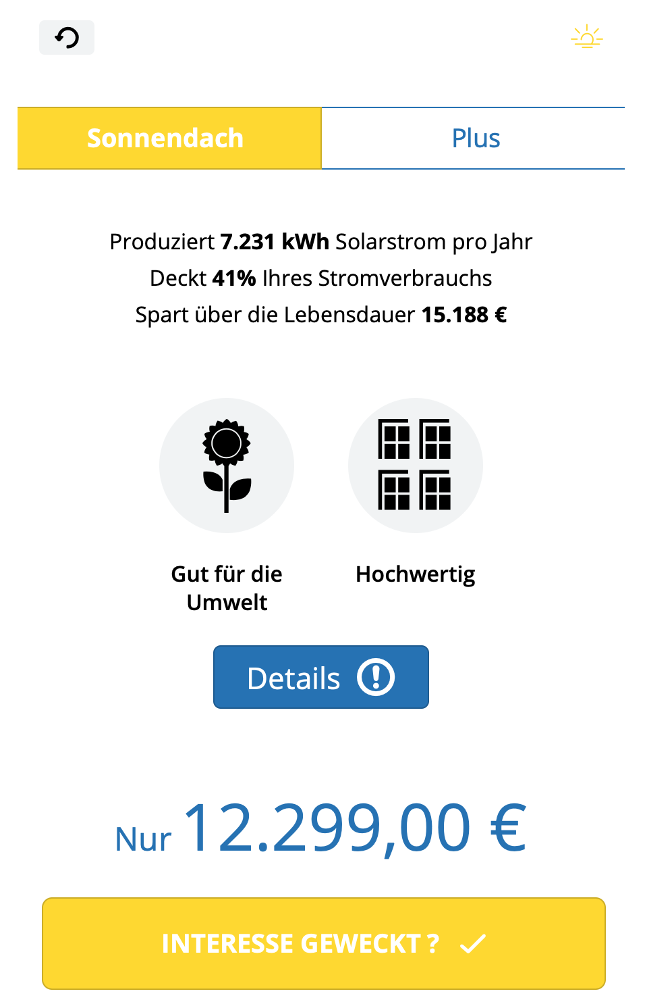 Sonnendach
Plus
Produziert 7.231 kWh Solarstrom pro Jahr
Deckt 41% Ihres Stromverbrauchs
Spart über die Lebensdauer 15.188 €
Gut für die
Umwelt
Hochwertig
Details
Nur 12.299,00 €
INTERESSE GEWECKT ?